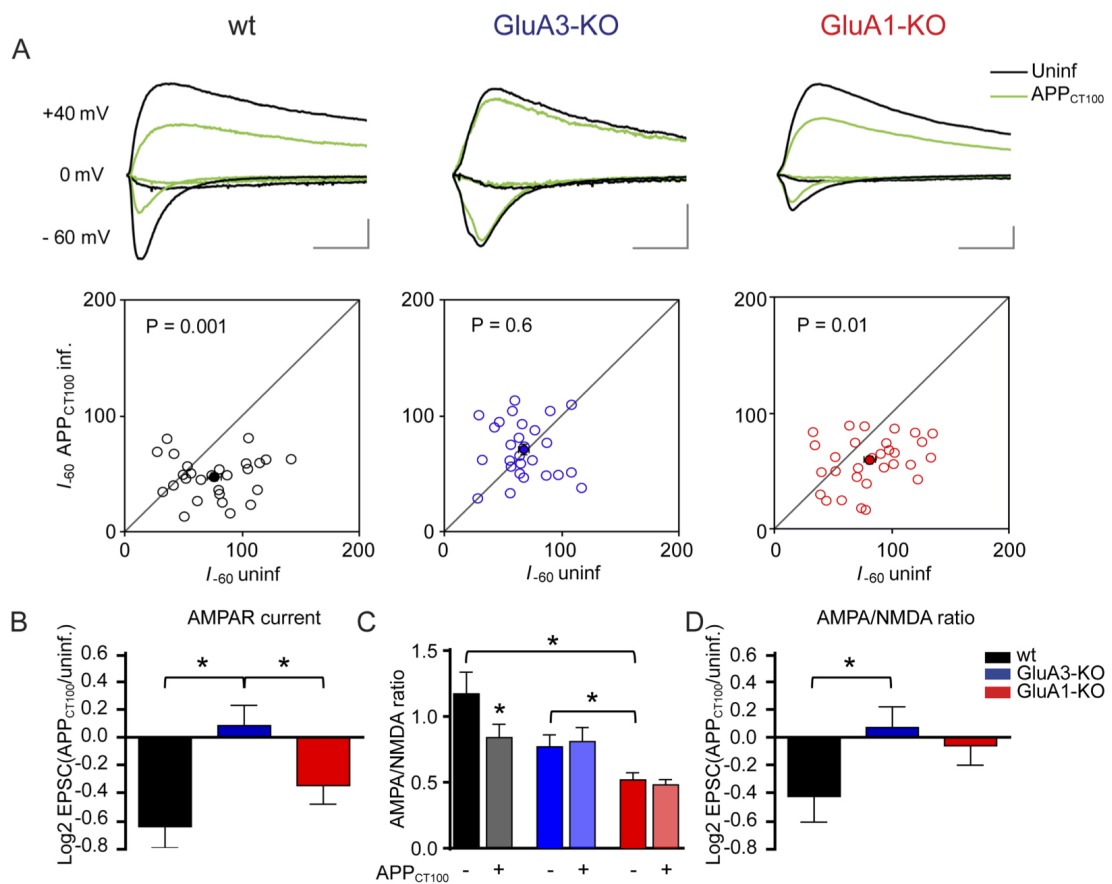 wt GluA3-KO GluA1-KO
A
Uninf
APP_CT100
+40 mV
0 mV
- 60 mV
200 200 200
P = 0.001 P = 0.6 P = 0.01
I-60 APP_CT100 inf.
100 100 100
0 0 0
0 100 200 0 100 200 0 100 200
I-60 uninf I-60 uninf I-60 uninf
B AMPAR current
Log2 EPSC(APP_CT100/uninf.)
0.6
0.4
0.2
0.0
-0.2
-0.4
-0.6
-0.8
* *
C
AMPA/NMDA ratio
1.5
1.0
0.5
0.0
*
*
*
APP_CT100 - + - + - +
D AMPA/NMDA ratio
Log2 EPSC(APP_CT100/uninf.)
0.6
0.4
0.2
0.0
-0.2
-0.4
-0.6
-0.8
*
wt
GluA3-KO
GluA1-KO